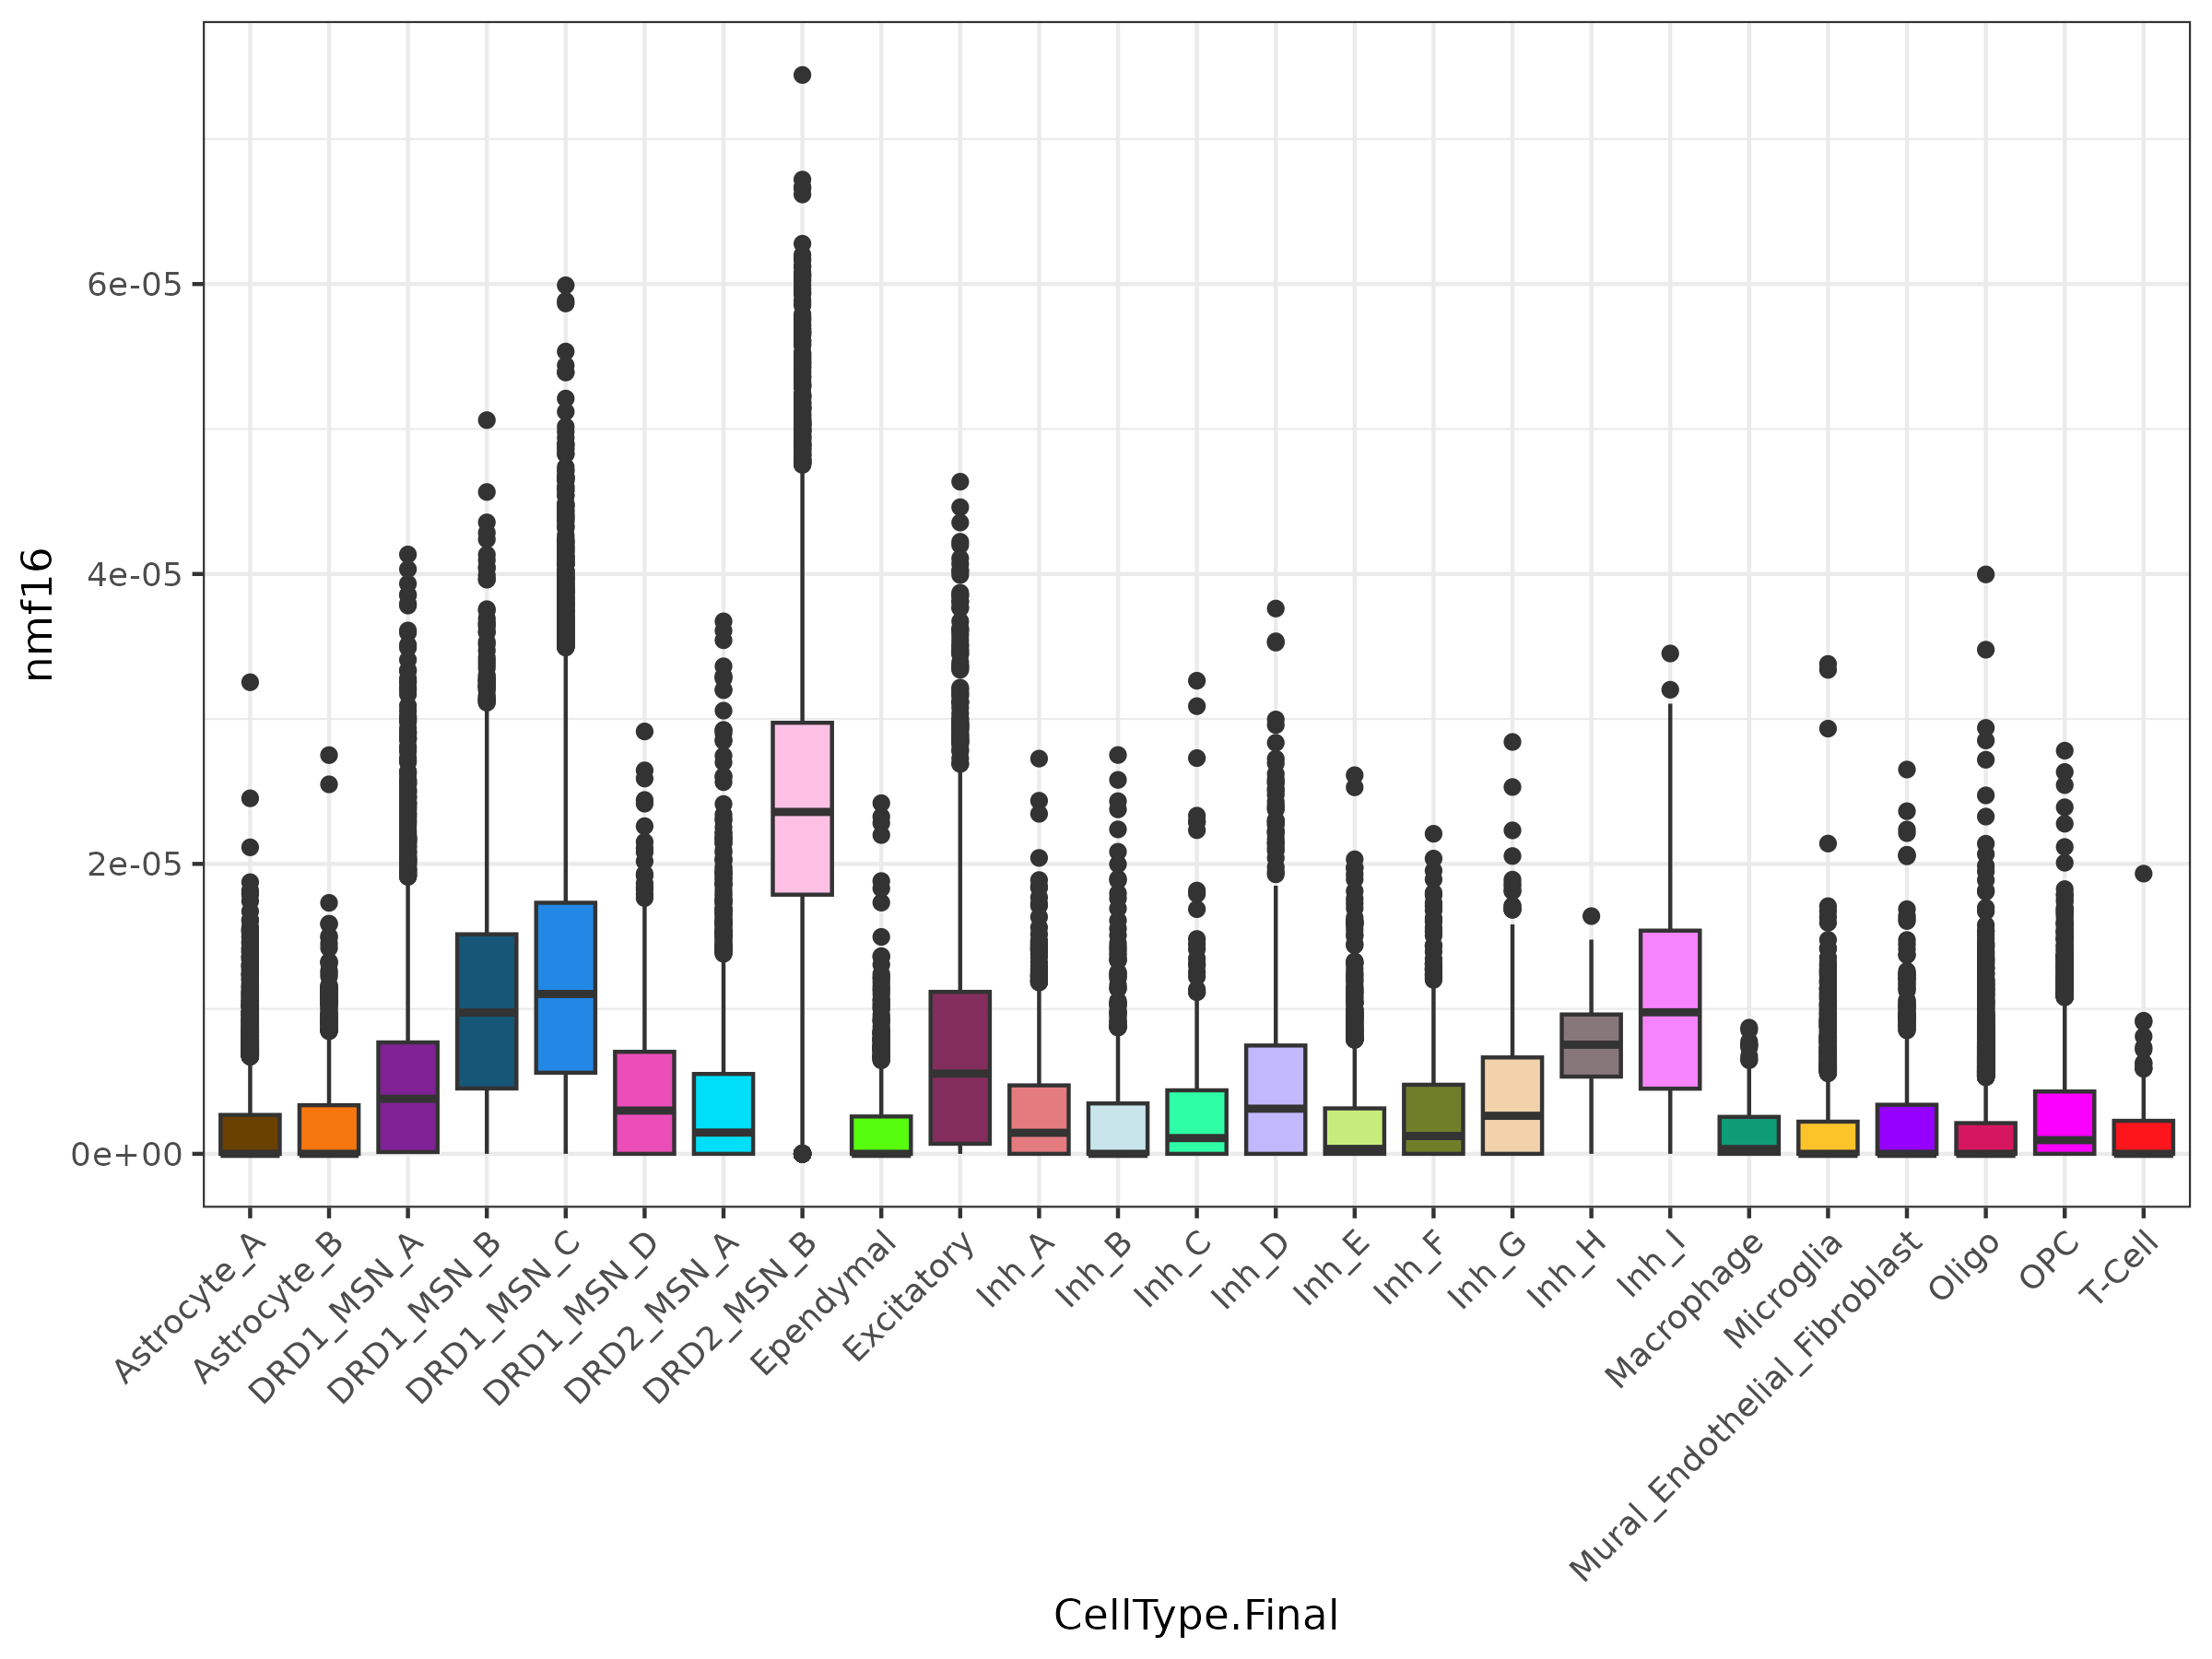 nmf16
6e-05
4e-05
2e-05
0e+00
Astrocyte_A
Astrocyte_B
DRD1_MSN_A
DRD1_MSN_B
DRD1_MSN_C
DRD1_MSN_D
DRD2_MSN_A
DRD2_MSN_B
Ependymal
Excitatory
Inh_A
Inh_B
Inh_C
Inh_D
Inh_E
Inh_F
Inh_G
Inh_H
Inh_I
Macrophage
Microglia
Mural_Endothelial_Fibroblast
Oligo
OPC
T-Cell
CellType.Final